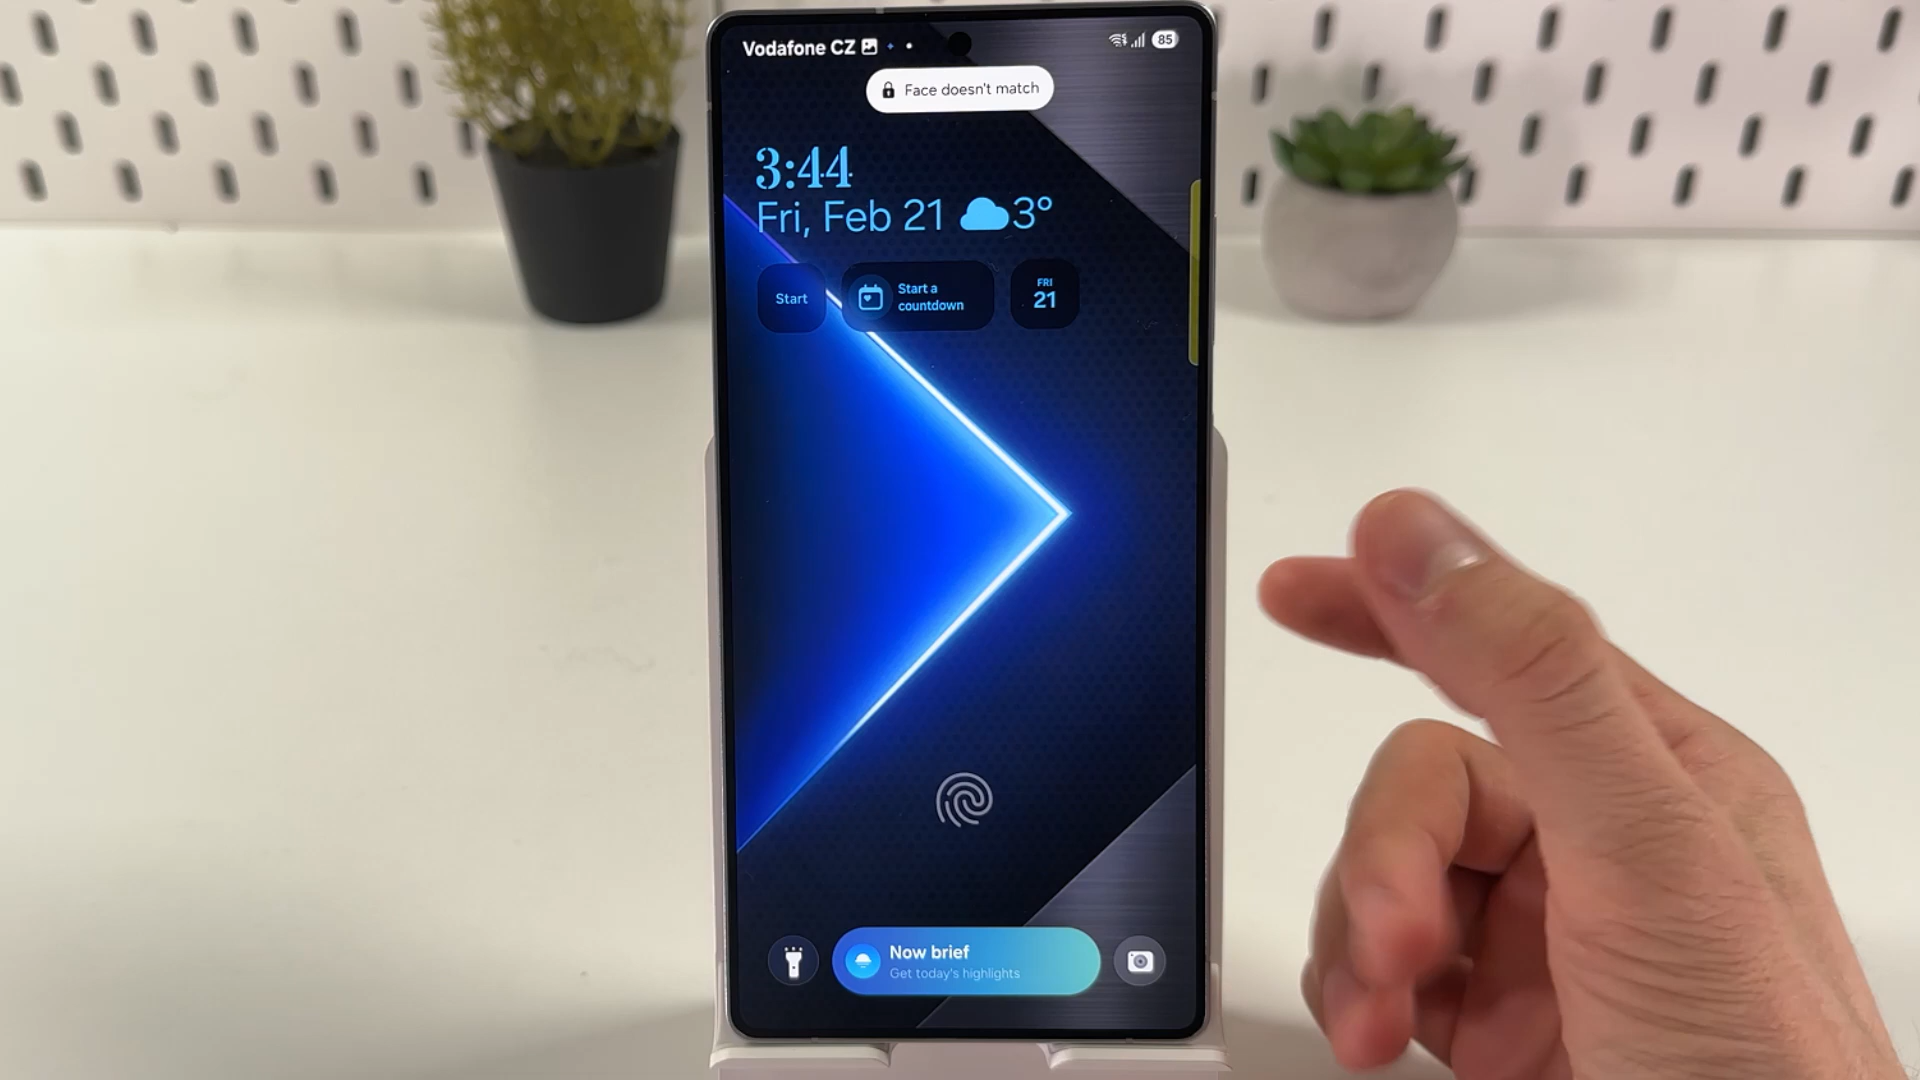 Vodafone CZ
85
Face doesn't match
3:44
Fri, Feb 21 3°
Start
Start a
countdown
FRI
21
Now brief
Get today's highlights